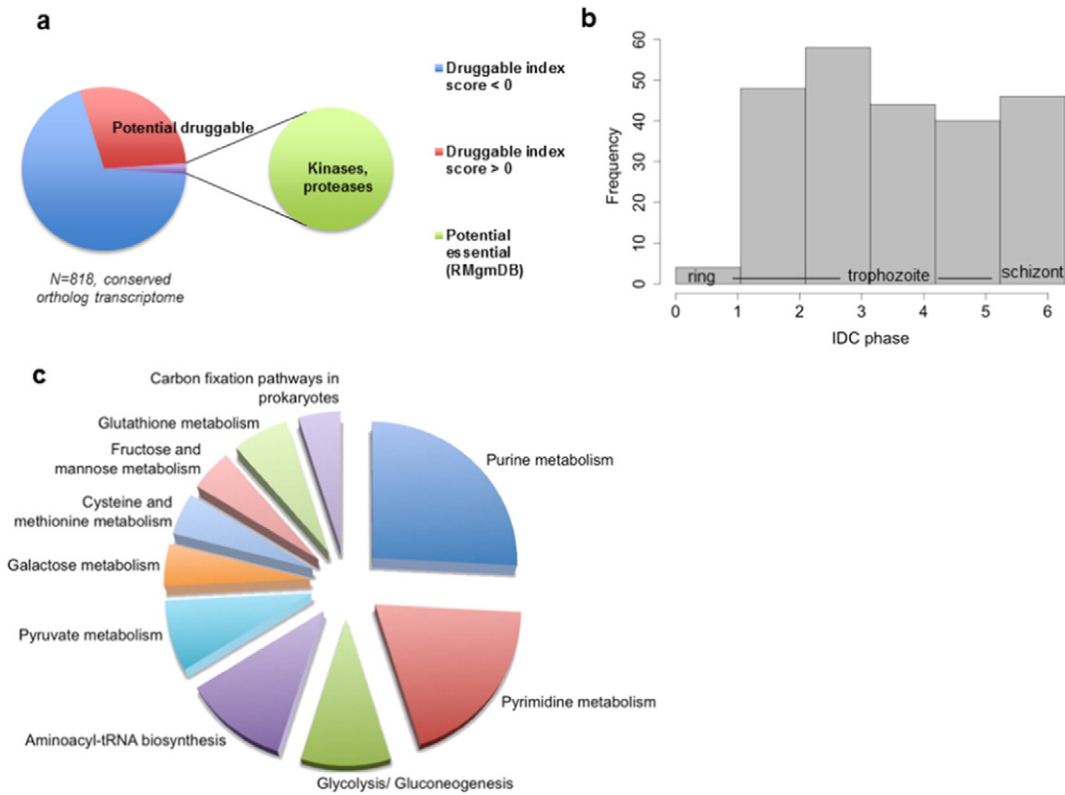 a
Druggable index
score < 0
Potential druggable
Druggable index
score > 0
Kinases,
proteases
Potential
essential
(RMgmDB)
N=818, conserved
ortholog transcriptome
b
Frequency
60
50
40
30
20
10
0
ring
trophozoite
schizont
0 1 2 3 4 5 6
IDC phase
c
Carbon fixation pathways in
prokaryotes
Glutathione metabolism
Fructose and
mannose metabolism
Cysteine and
methionine metabolism
Galactose metabolism
Pyruvate metabolism
Aminoacyl-tRNA biosynthesis
Glycolysis/ Gluconeogenesis
Pyrimidine metabolism
Purine metabolism